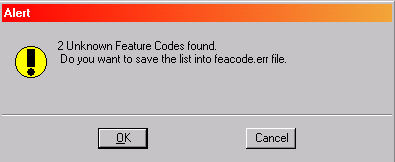 Alert
2 Unknown Feature Codes found.
Do you want to save the list into feacode.err file.
OK
Cancel